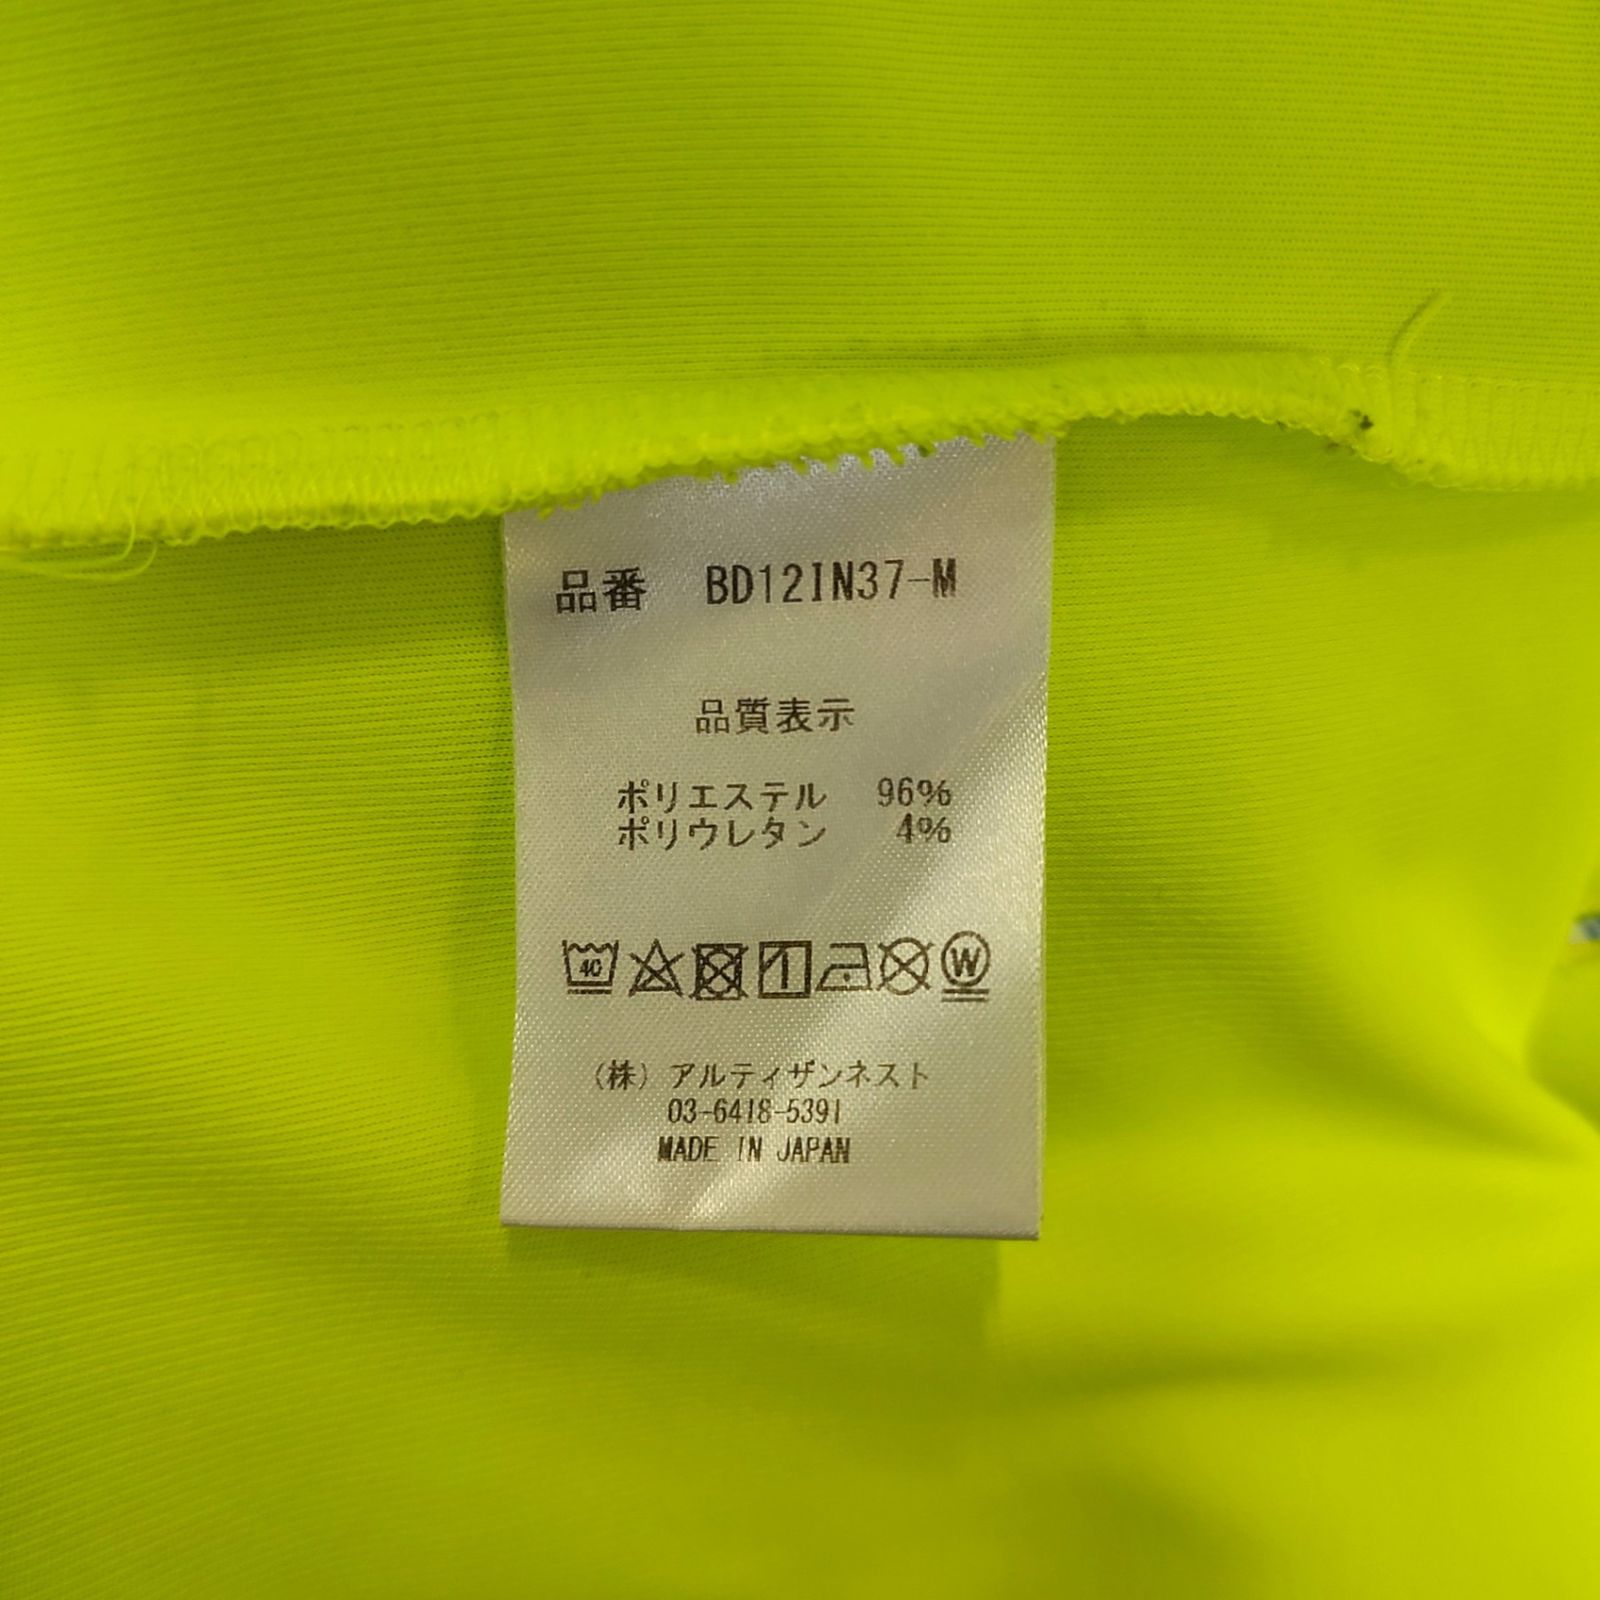 品番 BD12IN37-M
品質表示
ポリエステル 96%
ポリウレタン 4%
40 W
(株) アルティザンネスト
03-6418-5391
MADE IN JAPAN